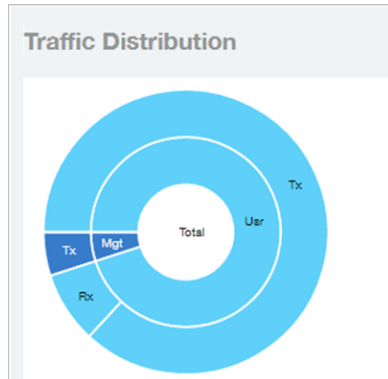 Traffic Distribution
Tx
Usr
Total
Mgt
Tx
Rx